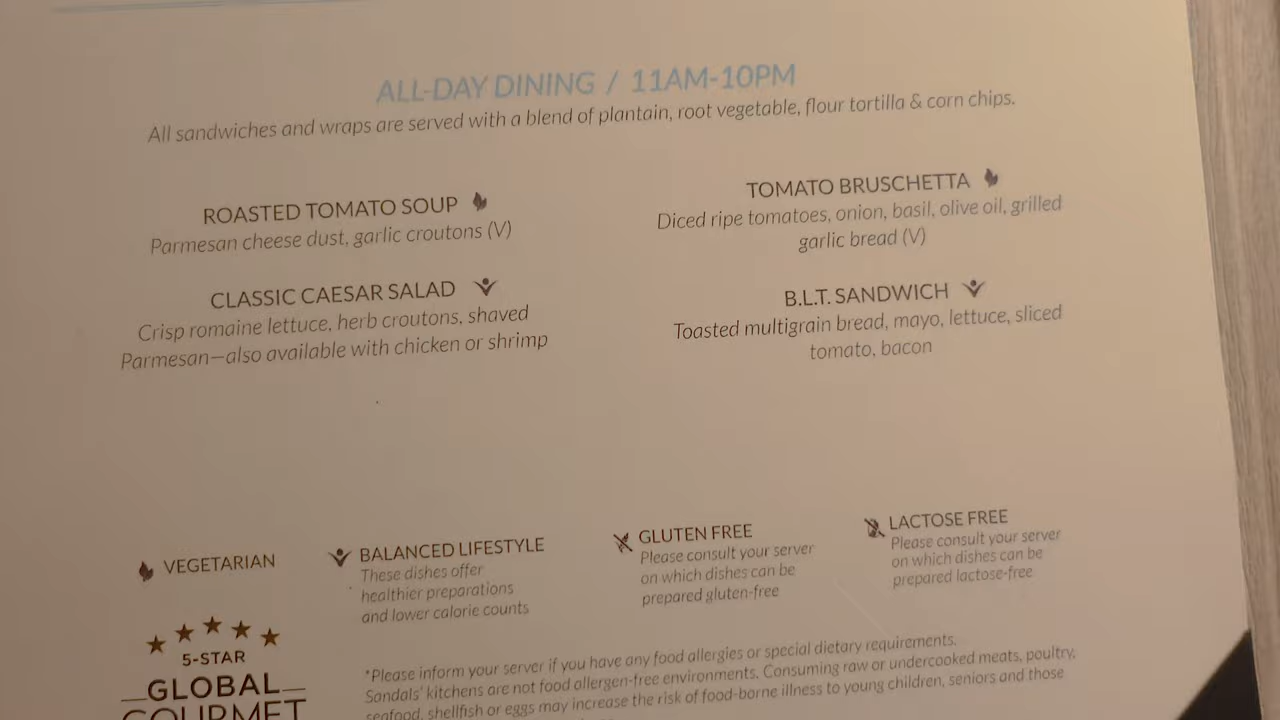 ALL-DAY DINING / 11AM-10PM
All sandwiches and wraps are served with a blend of plantain, root vegetable, flour tortilla & corn chips.
ROASTED TOMATO SOUP
Parmesan cheese dust, garlic croutons (V)
CLASSIC CAESAR SALAD
Crisp romaine lettuce, herb croutons, shaved
Parmesan—also available with chicken or shrimp
TOMATO BRUSCHETTA
Diced ripe tomatoes, onion, basil, olive oil, grilled
garlic bread (V)
B.L.T. SANDWICH
Toasted multigrain bread, mayo, lettuce, sliced
tomato, bacon
VEGETARIAN
BALANCED LIFESTYLE
These dishes offer
healthier preparations
and lower calorie counts
GLUTEN FREE
Please consult your server
on which dishes can be
prepared gluten-free
LACTOSE FREE
Please consult your server
on which dishes can be
prepared lactose-free
5-STAR
GLOBAL
GOURMET
*Please inform your server if you have any food allergies or special dietary requirements.
Sandals' kitchens are not food allergen-free environments. Consuming raw or undercooked meats, poultry,
seafood, shellfish or eggs may increase the risk of food-borne illness to young children, seniors and those